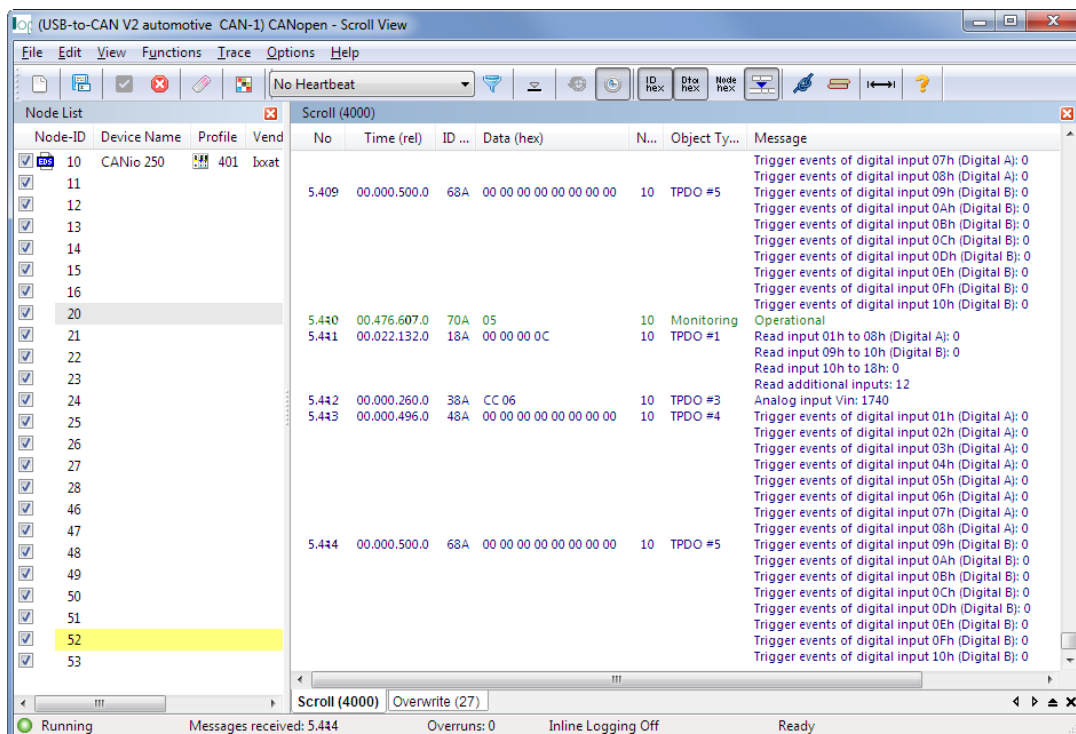 (USB-to-CAN V2 automotive CAN-1) CANopen - Scroll View
File Edit View Functions Trace Options Help
No Heartbeat ID hex Dta hex Node hex
Node List
Node-ID Device Name Profile Vend
EDS 10 CANio 250 401 Ixxat
11
12
13
14
15
16
20
21
22
23
24
25
26
27
28
46
47
48
49
50
51
52
53
Scroll (4000)
No Time (rel) ID ... Data (hex) N... Object Ty... Message
Trigger events of digital input 07h (Digital A): 0
Trigger events of digital input 08h (Digital A): 0
5.409 00.000.500.0 68A 00 00 00 00 00 00 00 00 10 TPDO #5 Trigger events of digital input 09h (Digital B): 0
Trigger events of digital input 0Ah (Digital B): 0
Trigger events of digital input 0Bh (Digital B): 0
Trigger events of digital input 0Ch (Digital B): 0
Trigger events of digital input 0Dh (Digital B): 0
Trigger events of digital input 0Eh (Digital B): 0
Trigger events of digital input 0Fh (Digital B): 0
Trigger events of digital input 10h (Digital B): 0
00.476.607.0 70A 05 10 Monitoring Operational
00.022.132.0 18A 00 00 00 0C 10 TPDO #1 Read input 01h to 08h (Digital A): 0
Read input 09h to 10h (Digital B): 0
Read input 10h to 18h: 0
Read additional inputs: 12
00.000.260.0 38A CC 06 10 TPDO #3 Analog input Vin: 1740
00.000.496.0 48A 00 00 00 00 00 00 00 00 10 TPDO #4 Trigger events of digital input 01h (Digital A): 0
Trigger events of digital input 02h (Digital A): 0
Trigger events of digital input 03h (Digital A): 0
Trigger events of digital input 04h (Digital A): 0
Trigger events of digital input 05h (Digital A): 0
Trigger events of digital input 06h (Digital A): 0
Trigger events of digital input 07h (Digital A): 0
Trigger events of digital input 08h (Digital A): 0
00.000.500.0 68A 00 00 00 00 00 00 00 00 10 TPDO #5 Trigger events of digital input 09h (Digital B): 0
Trigger events of digital input 0Ah (Digital B): 0
Trigger events of digital input 0Bh (Digital B): 0
Trigger events of digital input 0Ch (Digital B): 0
Trigger events of digital input 0Dh (Digital B): 0
Trigger events of digital input 0Eh (Digital B): 0
Trigger events of digital input 0Fh (Digital B): 0
Trigger events of digital input 10h (Digital B): 0
Scroll (4000) Overwrite (27)
Running Messages received: Overruns: 0 Inline Logging Off Ready